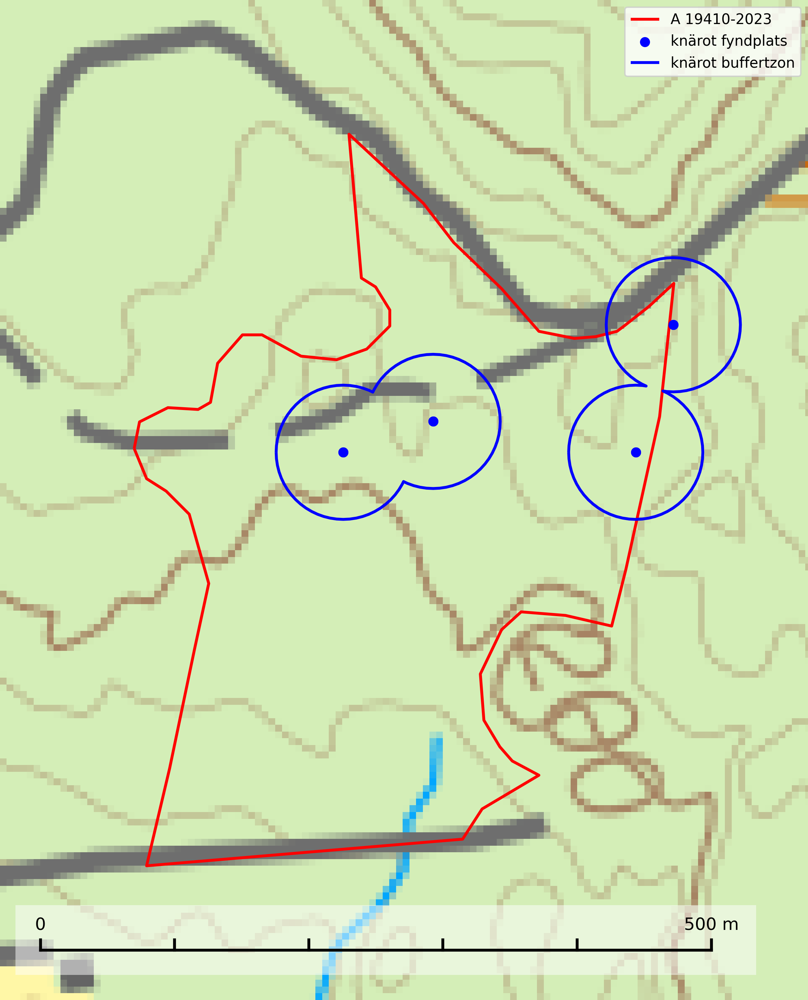 A 19410-2023
knärot fyndplats
knärot buffertzon
0 500 m